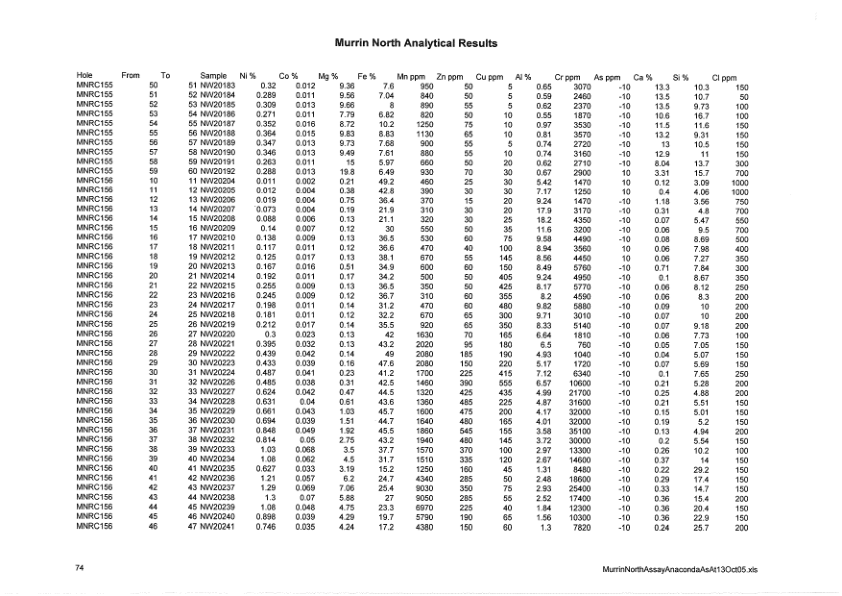 Murrin North Analytical Results
Hole From To Sample Ni % Co % Mg % Fe % Mn ppm Zn ppm Cu ppm Al % Cr ppm As ppm Ca % Si % Cl ppm
MNRC155 50 51 NW20183 0.32 0.012 9.36 7.6 950 50 5 0.65 3070 -10 13.3 10.3 150
MNRC155 51 52 NW20184 0.289 0.011 9.56 7.04 840 50 5 0.59 2460 -10 13.5 10.7 50
MNRC155 52 53 NW20185 0.309 0.013 9.66 8 890 55 5 0.62 2370 -10 13.5 9.73 100
MNRC155 53 54 NW20186 0.271 0.011 7.79 6.82 820 50 10 0.55 1870 -10 10.6 16.7 100
MNRC155 54 55 NW20187 0.352 0.016 8.72 10.2 1250 75 10 0.97 3530 -10 11.5 11.6 150
MNRC155 55 56 NW20188 0.364 0.015 9.83 8.83 1130 65 10 0.81 3570 -10 13.2 9.31 150
MNRC155 56 57 NW20189 0.347 0.013 9.73 7.68 900 55 5 0.74 2720 -10 13 10.5 150
MNRC155 57 58 NW20190 0.346 0.013 9.49 7.61 880 55 10 0.74 3160 -10 12.9 11 150
MNRC155 58 59 NW20191 0.263 0.011 15 5.97 660 50 20 0.62 2710 -10 8.04 13.7 300
MNRC155 59 60 NW20192 0.288 0.013 19.8 6.49 930 70 30 0.67 2900 10 3.31 15.7 700
MNRC156 10 11 NW20204 0.011 0.002 0.21 49.2 460 25 30 5.42 1470 10 0.12 3.09 1000
MNRC156 11 12 NW20205 0.012 0.004 0.38 42.8 390 30 30 7.17 1250 10 0.4 4.06 1000
MNRC156 12 13 NW20206 0.019 0.004 0.75 36.4 370 15 20 9.24 1470 -10 1.18 3.56 750
MNRC156 13 14 NW20207 0.073 0.004 0.19 21.9 310 30 20 17.9 3170 -10 0.31 4.8 700
MNRC156 14 15 NW20208 0.088 0.006 0.13 21.1 320 30 25 18.2 4350 -10 0.07 5.47 550
MNRC156 15 16 NW20209 0.14 0.007 0.12 30 550 50 35 11.6 3200 -10 0.06 9.5 700
MNRC156 16 17 NW20210 0.138 0.009 0.13 36.5 530 60 75 9.58 4490 -10 0.08 8.69 500
MNRC156 17 18 NW20211 0.117 0.011 0.12 36.6 470 40 100 8.94 3560 10 0.06 7.98 400
MNRC156 18 19 NW20212 0.125 0.017 0.13 38.1 670 55 145 8.56 4450 10 0.06 7.27 350
MNRC156 19 20 NW20213 0.167 0.016 0.51 34.9 600 60 150 8.49 5760 -10 0.71 7.84 300
MNRC156 20 21 NW20214 0.192 0.011 0.17 34.2 500 50 405 9.24 4950 -10 0.1 8.67 350
MNRC156 21 22 NW20215 0.255 0.009 0.13 36.5 350 50 425 8.17 5770 -10 0.06 8.12 250
MNRC156 22 23 NW20216 0.245 0.009 0.12 36.7 310 60 355 8.2 4590 -10 0.06 8.3 200
MNRC156 23 24 NW20217 0.198 0.011 0.14 31.2 470 60 480 9.82 5880 -10 0.09 10 200
MNRC156 24 25 NW20218 0.181 0.011 0.12 32.2 670 65 300 9.71 3010 -10 0.07 10 200
MNRC156 25 26 NW20219 0.212 0.017 0.14 35.5 920 65 350 8.33 5140 -10 0.07 9.18 200
MNRC156 26 27 NW20220 0.3 0.023 0.13 42 1630 70 165 6.64 1810 -10 0.06 7.73 100
MNRC156 27 28 NW20221 0.395 0.032 0.13 43.2 2020 95 180 6.5 760 -10 0.05 7.05 150
MNRC156 28 29 NW20222 0.439 0.042 0.14 49 2080 185 190 4.93 1040 -10 0.04 5.07 150
MNRC156 29 30 NW20223 0.433 0.039 0.16 47.6 2080 150 220 5.17 1720 -10 0.07 5.69 150
MNRC156 30 31 NW20224 0.487 0.041 0.23 41.2 1700 225 415 7.12 6340 -10 0.1 7.65 250
MNRC156 31 32 NW20226 0.485 0.038 0.31 42.5 1460 390 555 6.57 10600 -10 0.21 5.28 200
MNRC156 32 33 NW20227 0.624 0.042 0.47 44.5 1320 425 435 4.99 21700 -10 0.25 4.88 200
MNRC156 33 34 NW20228 0.631 0.04 0.61 43.6 1360 485 225 4.87 31600 -10 0.21 5.51 150
MNRC156 34 35 NW20229 0.661 0.043 1.03 45.7 1600 475 200 4.17 32000 -10 0.15 5.01 150
MNRC156 35 36 NW20230 0.694 0.039 1.51 44.7 1640 480 165 4.01 32000 -10 0.19 5.2 150
MNRC156 36 37 NW20231 0.848 0.049 1.92 45.5 1860 545 155 3.58 35100 -10 0.13 4.94 200
MNRC156 37 38 NW20232 0.814 0.05 2.75 43.2 1940 480 145 3.72 30000 -10 0.2 5.54 150
MNRC156 38 39 NW20233 1.03 0.068 3.5 37.7 1570 370 100 2.97 13300 -10 0.26 10.2 100
MNRC156 39 40 NW20234 1.08 0.062 4.5 31.7 1510 335 120 2.67 14600 -10 0.37 14 150
MNRC156 40 41 NW20235 0.627 0.033 3.19 15.2 1250 160 45 1.31 8480 -10 0.22 29.2 150
MNRC156 41 42 NW20236 1.21 0.057 6.2 24.7 4340 285 50 2.48 18600 -10 0.29 17.4 150
MNRC156 42 43 NW20237 1.29 0.069 7.06 25.4 9030 350 75 2.93 25400 -10 0.33 14.7 150
MNRC156 43 44 NW20238 1.3 0.07 5.88 27 9050 285 55 2.52 17400 -10 0.36 15.4 200
MNRC156 44 45 NW20239 1.08 0.048 4.75 23.3 6970 225 40 1.84 12300 -10 0.36 20.4 150
MNRC156 45 46 NW20240 0.898 0.039 4.29 19.7 5790 190 65 1.56 10300 -10 0.36 22.9 150
MNRC156 46 47 NW20241 0.746 0.035 4.24 17.2 4380 150 60 1.3 7820 -10 0.24 25.7 200
74 MurrinNorthAssayAnacondaAsAt13Oct05.xls